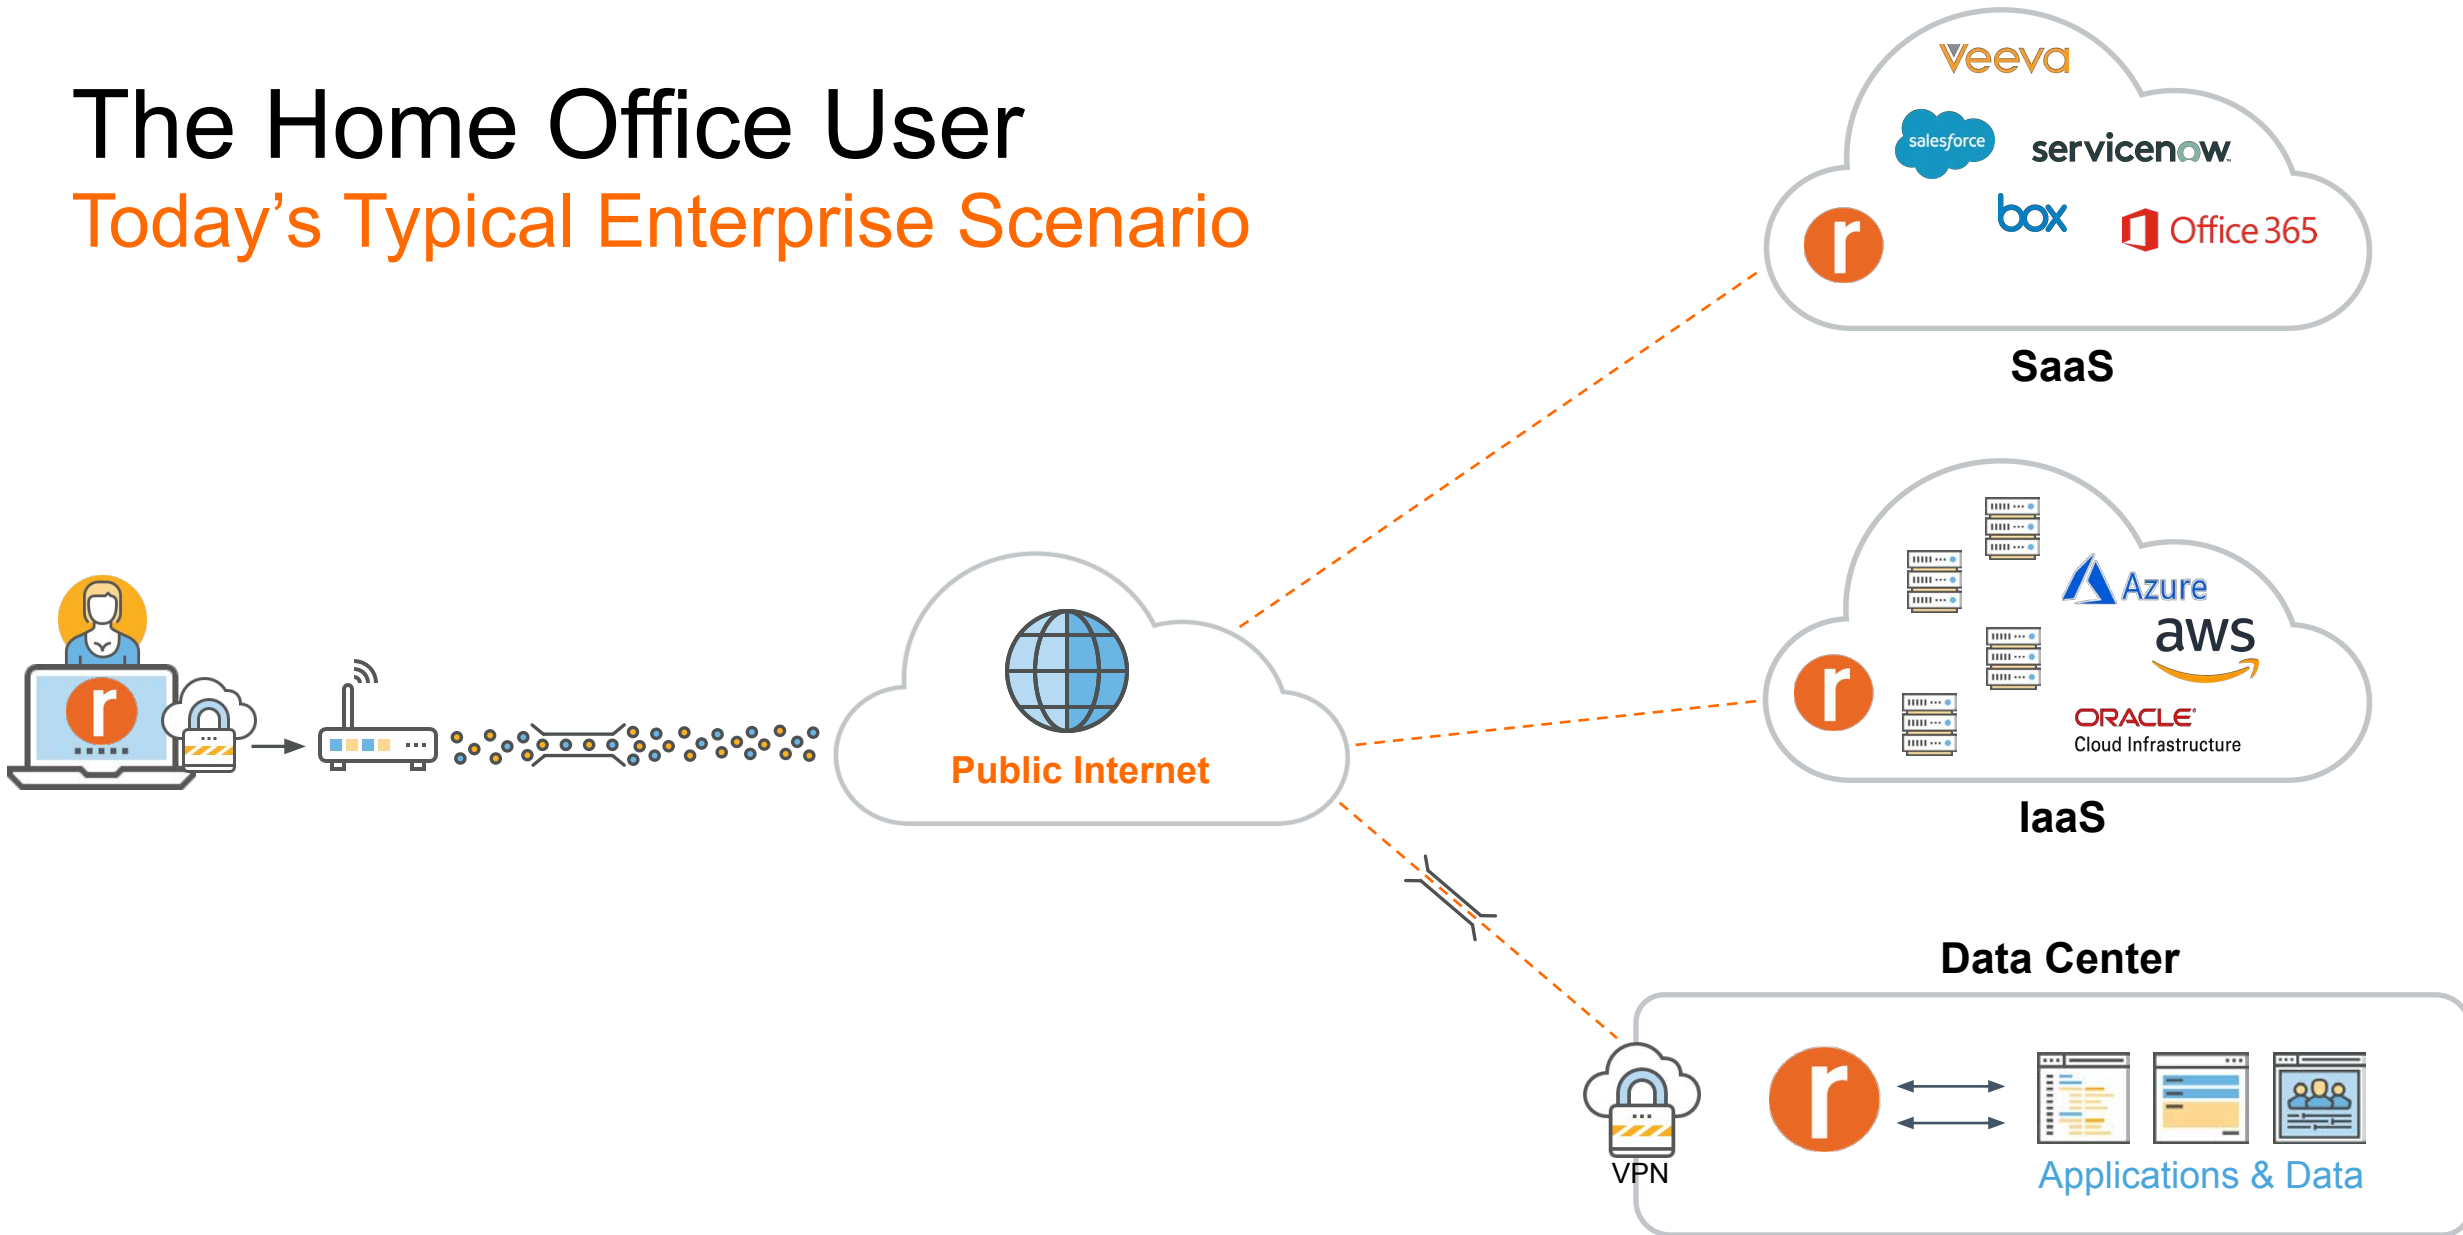 The Home Office User
Today's Typical Enterprise Scenario
veeva
salesforce
servicenow
box
Office 365
r
SaaS
Azure
aws
r
ORACLE
Cloud Infrastructure
IaaS
r
Public Internet
Data Center
r
VPN
Applications & Data